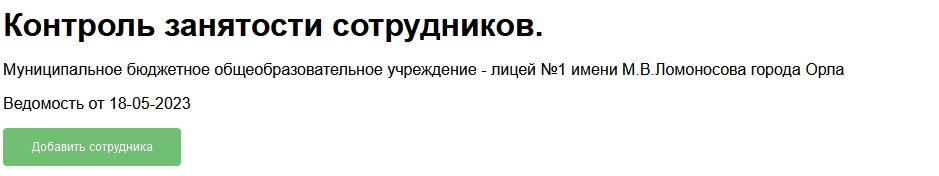 Контроль занятости сотрудников.
Муниципальное бюджетное общеобразовательное учреждение - лицей №1 имени М.В.Ломоносова города Орла
Ведомость от 18-05-2023
Добавить сотрудника